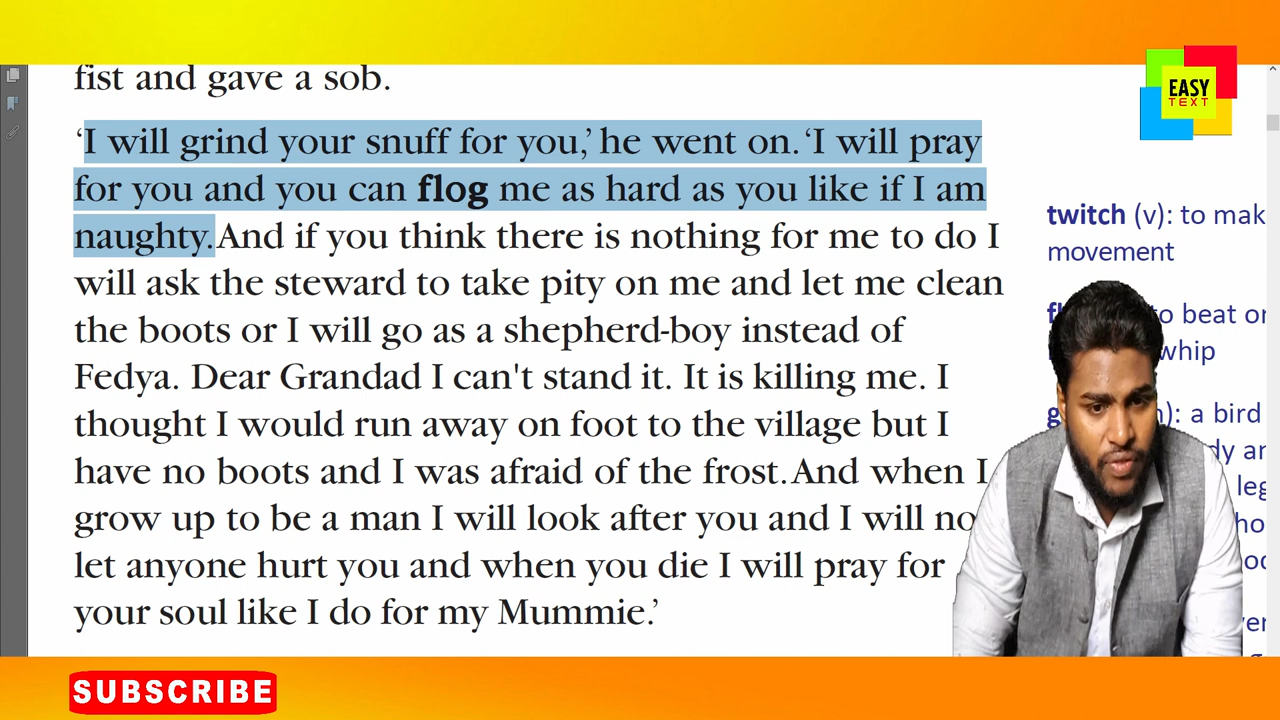 fist and gave a sob.
‘I will grind your snuff for you,’ he went on. ‘I will pray
for you and you can flog me as hard as you like if I am
naughty. And if you think there is nothing for me to do I
will ask the steward to take pity on me and let me clean
the boots or I will go as a shepherd-boy instead of
Fedya. Dear Grandad I can't stand it. It is killing me. I
thought I would run away on foot to the village but I
have no boots and I was afraid of the frost. And when I
grow up to be a man I will look after you and I will no
let anyone hurt you and when you die I will pray for
your soul like I do for my Mummie.’
EASY
TEXT
twitch (v): to mak
movement
to beat or
whip
): a bird
SUBSCRIBE